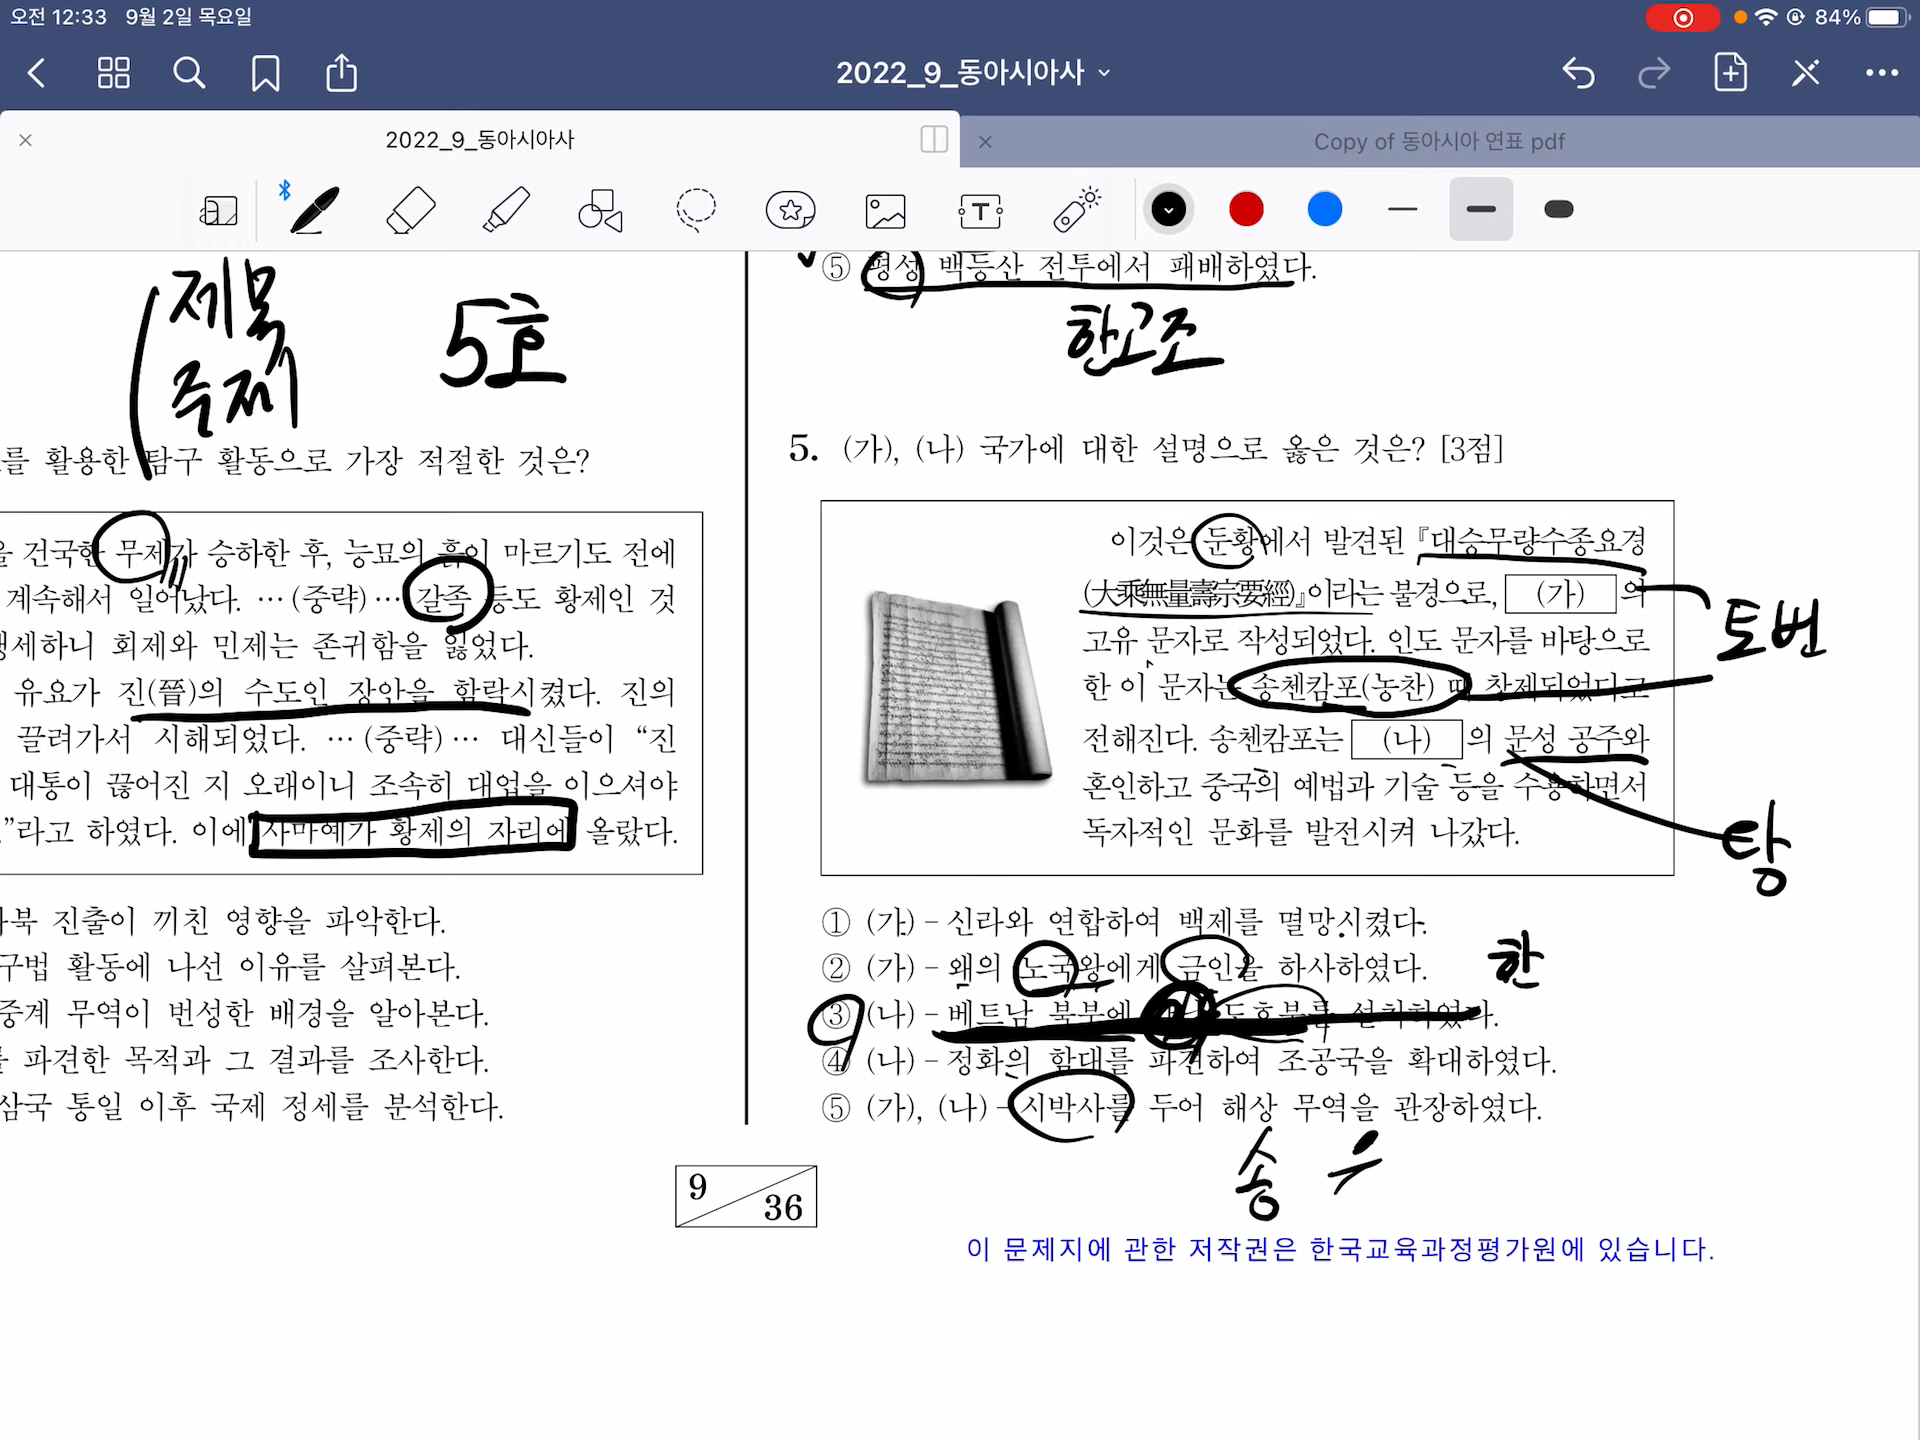 오전 12:33 9월 2일 목요일
84%
2022_9_동아시아사
2022_9_동아시아사
Copy of 동아시아 연표 pdf
제목
주제
5호
를 활용한 탐구 활동으로 가장 적절한 것은?
을 건국한 무제가 승하한 후, 능묘의 흙이 마르기도 전에
계속해서 일어났다. … (중략) … 갈족 등도 황제인 것
행세하니 회제와 민제는 존귀함을 잃었다.
유요가 진(晉)의 수도인 장안을 함락시켰다. 진의
끌려가서 시해되었다. … (중략) … 대신들이 “진
대통이 끊어진 지 오래이니 조속히 대업을 이으셔야
.”라고 하였다. 이에 사마예가 황제의 자리에 올랐다.
북 진출이 끼친 영향을 파악한다.
구법 활동에 나선 이유를 살펴본다.
중계 무역이 번성한 배경을 알아본다.
를 파견한 목적과 그 결과를 조사한다.
삼국 통일 이후 국제 정세를 분석한다.
⑤ 평성 백등산 전투에서 패배하였다.
한고조
5. (가), (나) 국가에 대한 설명으로 옳은 것은? [3점]
이것은 둔황에서 발견된 『대승무량수종요경
(大乘無量壽宗要經)』이라는 불경으로, (가) 의
고유 문자로 작성되었다. 인도 문자를 바탕으로
한 이 문자는 송첸캄포(농찬) 때 창제되었다고
전해진다. 송첸캄포는 (나) 의 문성 공주와
혼인하고 중국의 예법과 기술 등을 수용하면서
독자적인 문화를 발전시켜 나갔다.
토번
탕
① (가) - 신라와 연합하여 백제를 멸망시켰다.
② (가) - 왜의 노국왕에게 금인을 하사하였다.
한
③ (나) - 베트남 북부에 도호부를 설치하였다.
④ (나) - 정화의 함대를 파견하여 조공국을 확대하였다.
⑤ (가), (나) - 시박사를 두어 해상 무역을 관장하였다.
송
9
36
이 문제지에 관한 저작권은 한국교육과정평가원에 있습니다.